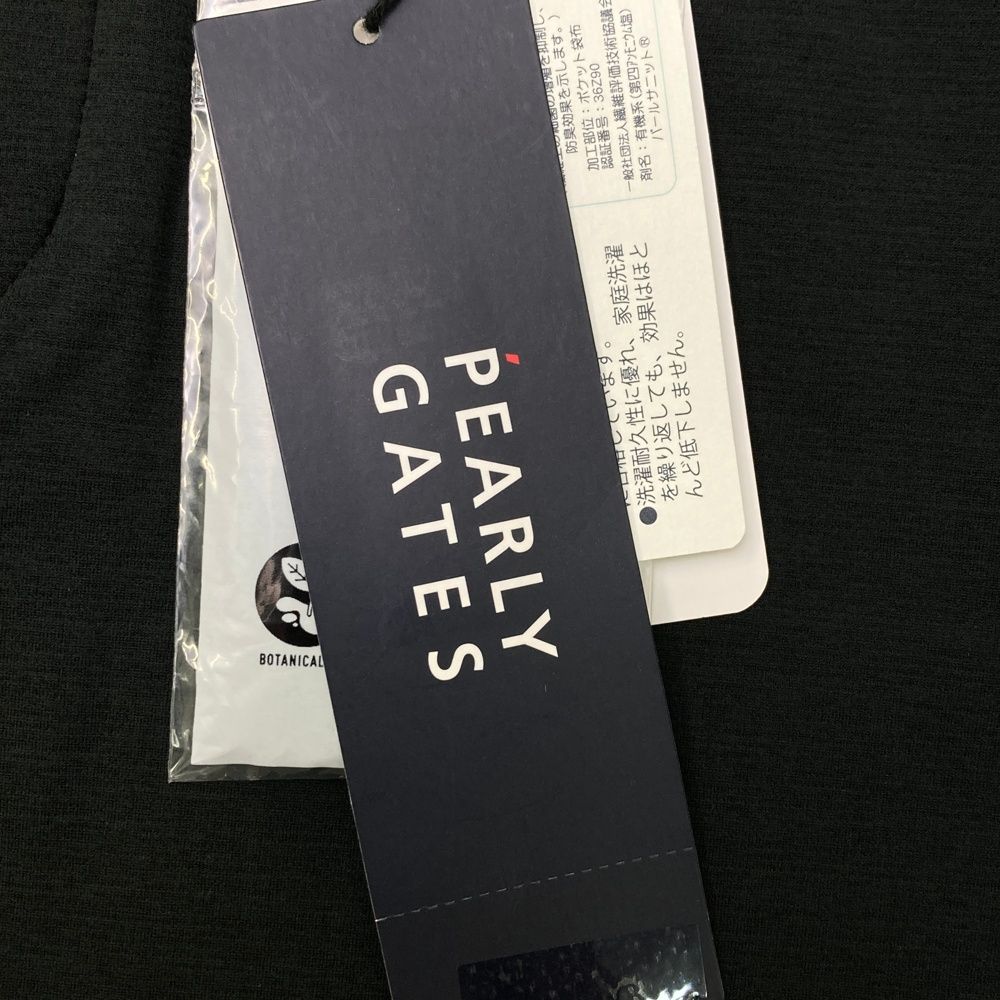 PEARLY
GATES
BOTANICAL
防臭効果を示します。)
加工部位：ポケット袋布
認証番号：36Z90
一般社団法人繊維評価技術協議会
剤名：有機系(第四アンモニウム塩)
パールサニット®
●洗濯耐久性に優れ、家庭洗濯
を繰り返しても、効果はほと
んど低下しません。